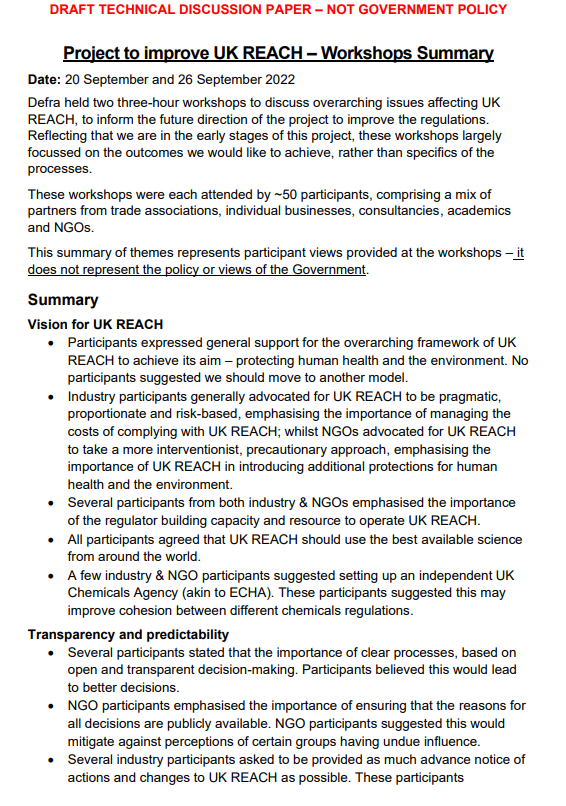 DRAFT TECHNICAL DISCUSSION PAPER – NOT GOVERNMENT POLICY
Project to improve UK REACH – Workshops Summary
Date: 20 September and 26 September 2022
Defra held two three-hour workshops to discuss overarching issues affecting UK
REACH, to inform the future direction of the project to improve the regulations.
Reflecting that we are in the early stages of this project, these workshops largely
focussed on the outcomes we would like to achieve, rather than specifics of the
processes.
These workshops were each attended by ~50 participants, comprising a mix of
partners from trade associations, individual businesses, consultancies, academics
and NGOs.
This summary of themes represents participant views provided at the workshops – it
does not represent the policy or views of the Government.
Summary
Vision for UK REACH
• Participants expressed general support for the overarching framework of UK
REACH to achieve its aim – protecting human health and the environment. No
participants suggested we should move to another model.
• Industry participants generally advocated for UK REACH to be pragmatic,
proportionate and risk-based, emphasising the importance of managing the
costs of complying with UK REACH; whilst NGOs advocated for UK REACH
to take a more interventionist, precautionary approach, emphasising the
importance of UK REACH in introducing additional protections for human
health and the environment.
• Several participants from both industry & NGOs emphasised the importance
of the regulator building capacity and resource to operate UK REACH.
• All participants agreed that UK REACH should use the best available science
from around the world.
• A few industry & NGO participants suggested setting up an independent UK
Chemicals Agency (akin to ECHA). These participants suggested this may
improve cohesion between different chemicals regulations.
Transparency and predictability
• Several participants stated that the importance of clear processes, based on
open and transparent decision-making. Participants believed this would lead
to better decisions.
• NGO participants emphasised the importance of ensuring that the reasons for
all decisions are publicly available. NGO participants suggested this would
mitigate against perceptions of certain groups having undue influence.
• Several industry participants asked to be provided as much advance notice of
actions and changes to UK REACH as possible. These participants